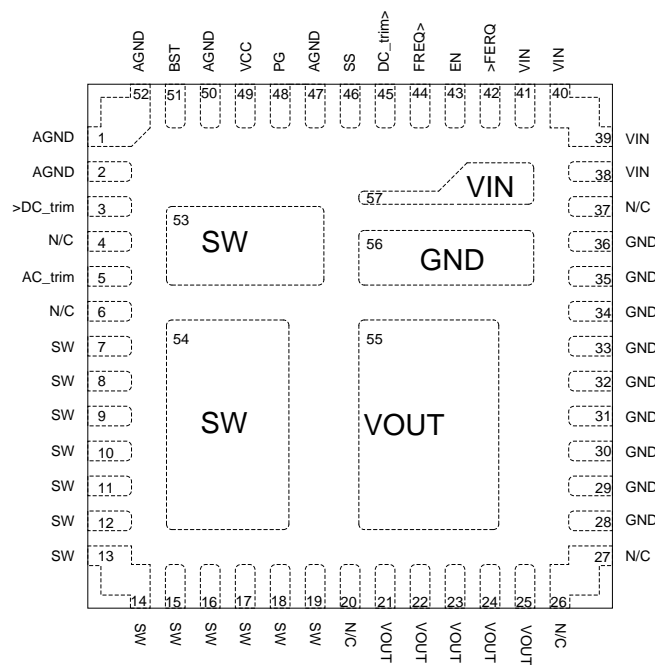 AGND
BST
AGND
VCC
PG
AGND
SS
DC_trim>
FREQ>
EN
>FERQ
VIN
VIN
52 51 50 49 48 47 46 45 44 43 42 41 40
AGND 1
39 VIN
AGND 2
38 VIN
>DC_trim 3
37 N/C
N/C 4
36 GND
AC_trim 5
35 GND
N/C 6
34 GND
SW 7
33 GND
SW 8
32 GND
SW 9
31 GND
SW 10
30 GND
SW 11
29 GND
SW 12
28 GND
SW 13
27 N/C
57 VIN
53 SW
56 GND
54 SW
55 VOUT
14 15 16 17 18 19 20 21 22 23 24 25 26
SW
SW
SW
SW
SW
SW
N/C
VOUT
VOUT
VOUT
VOUT
VOUT
N/C